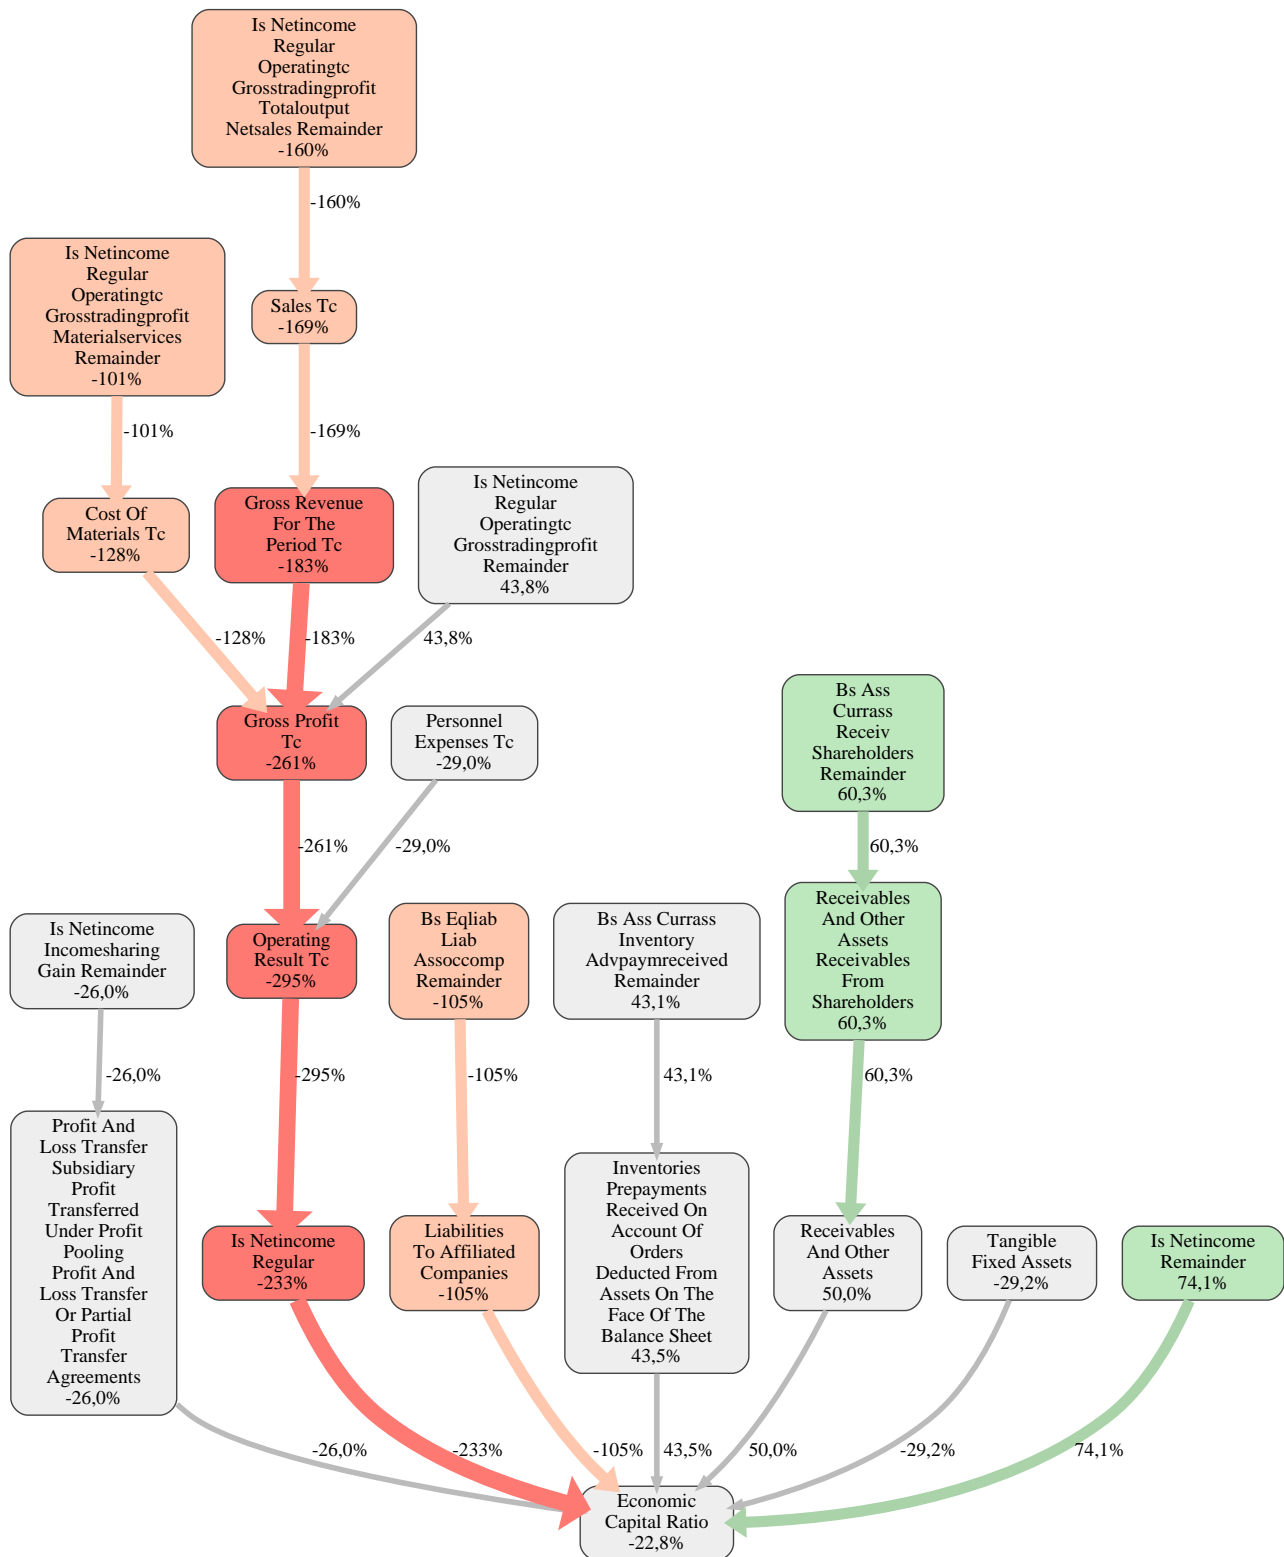 Is Netincome
Regular
Operatingtc
Grosstradingprofit
Totaloutput
Netsales Remainder
-160%
-160%
Is Netincome
Regular
Operatingtc
Grosstradingprofit
Materialservices
Remainder
-101%
Sales Tc
-169%
-101%
-169%
Cost Of
Materials Tc
-128%
Gross Revenue
For The
Period Tc
-183%
Is Netincome
Regular
Operatingtc
Grosstradingprofit
Remainder
43,8%
-128%
-183%
43,8%
Gross Profit
Tc
-261%
Personnel
Expenses Tc
-29,0%
Bs Ass
Currass
Receiv
Shareholders
Remainder
60,3%
-261%
-29,0%
60,3%
Is Netincome
Incomesharing
Gain Remainder
-26,0%
Operating
Result Tc
-295%
Bs Eqliab
Liab
Assoccomp
Remainder
-105%
Bs Ass Currass
Inventory
Advpaymreceived
Remainder
43,1%
Receivables
And Other
Assets
Receivables
From
Shareholders
60,3%
-26,0%
-295%
-105%
43,1%
60,3%
Profit And
Loss Transfer
Subsidiary
Profit
Transferred
Under Profit
Pooling
Profit And
Loss Transfer
Or Partial
Profit
Transfer
Agreements
-26,0%
Is Netincome
Regular
-233%
Liabilities
To Affiliated
Companies
-105%
Inventories
Prepayments
Received On
Account Of
Orders
Deducted From
Assets On The
Face Of The
Balance Sheet
43,5%
Receivables
And Other
Assets
50,0%
Tangible
Fixed Assets
-29,2%
Is Netincome
Remainder
74,1%
-26,0%
-233%
-105%
43,5%
50,0%
-29,2%
74,1%
Economic
Capital Ratio
-22,8%